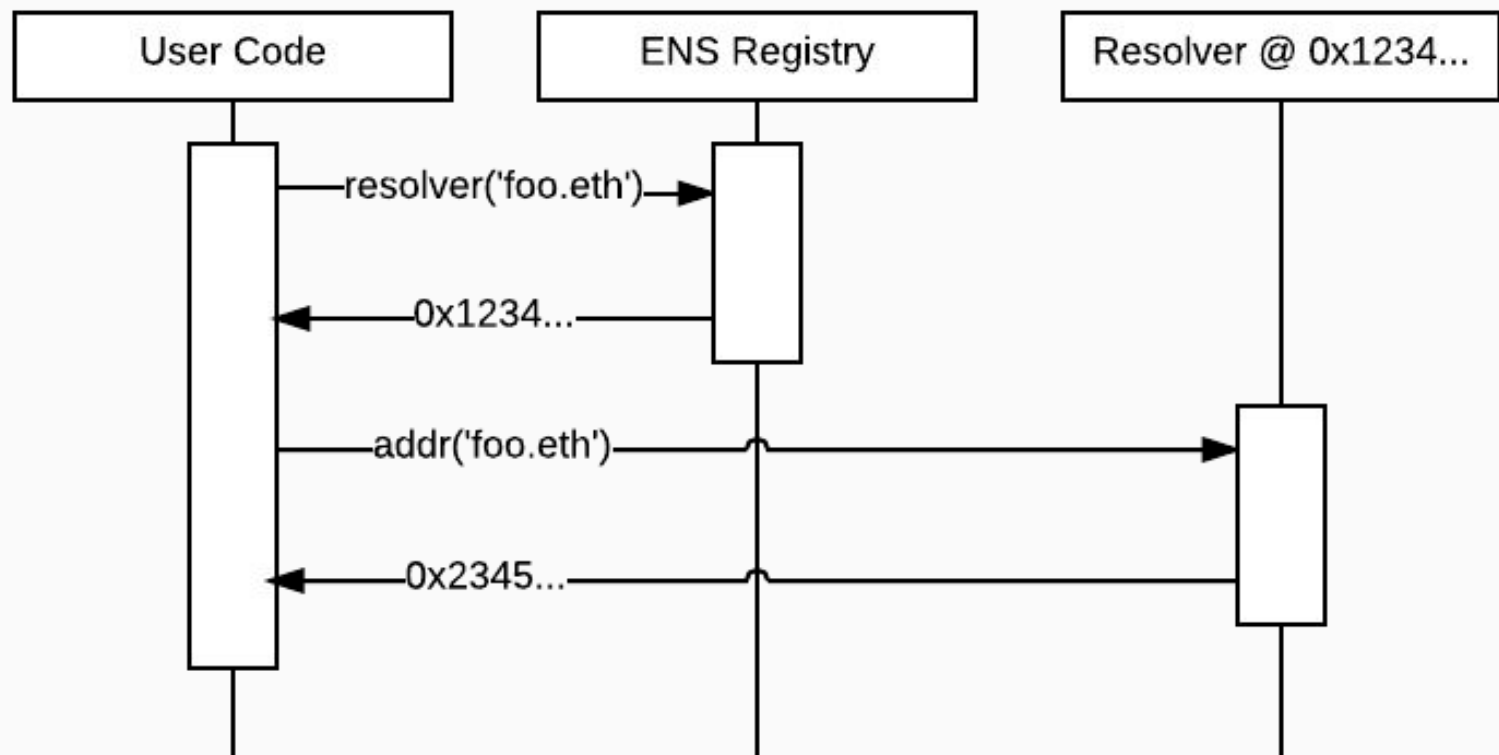 User Code
ENS Registry
Resolver @ 0x1234...
resolver('foo.eth')
0x1234...
addr('foo.eth')
0x2345...